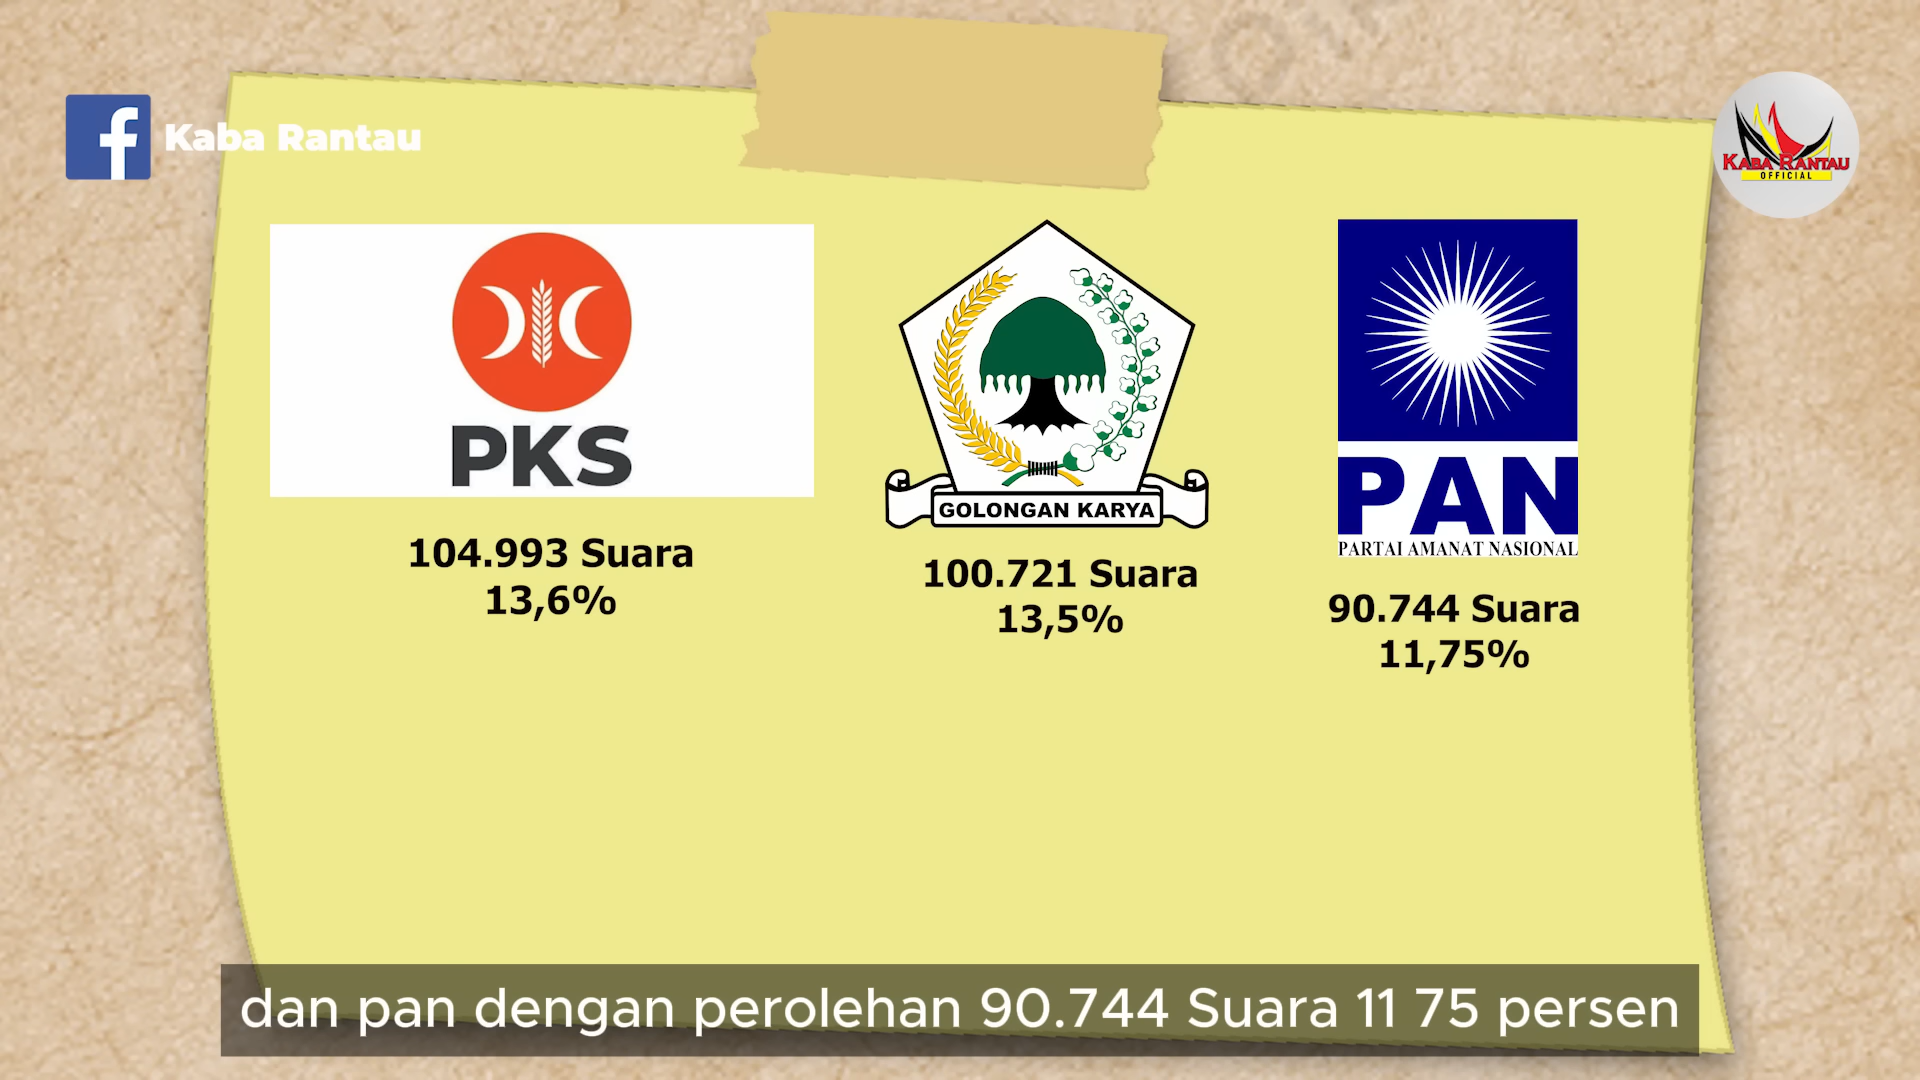 Kaba Rantau
KABA RANTAU
OFFICIAL
PKS
104.993 Suara
13,6%
GOLONGAN KARYA
100.721 Suara
13,5%
PAN
PARTAI AMANAT NASIONAL
90.744 Suara
11,75%
dan pan dengan perolehan 90.744 Suara 11 75 persen